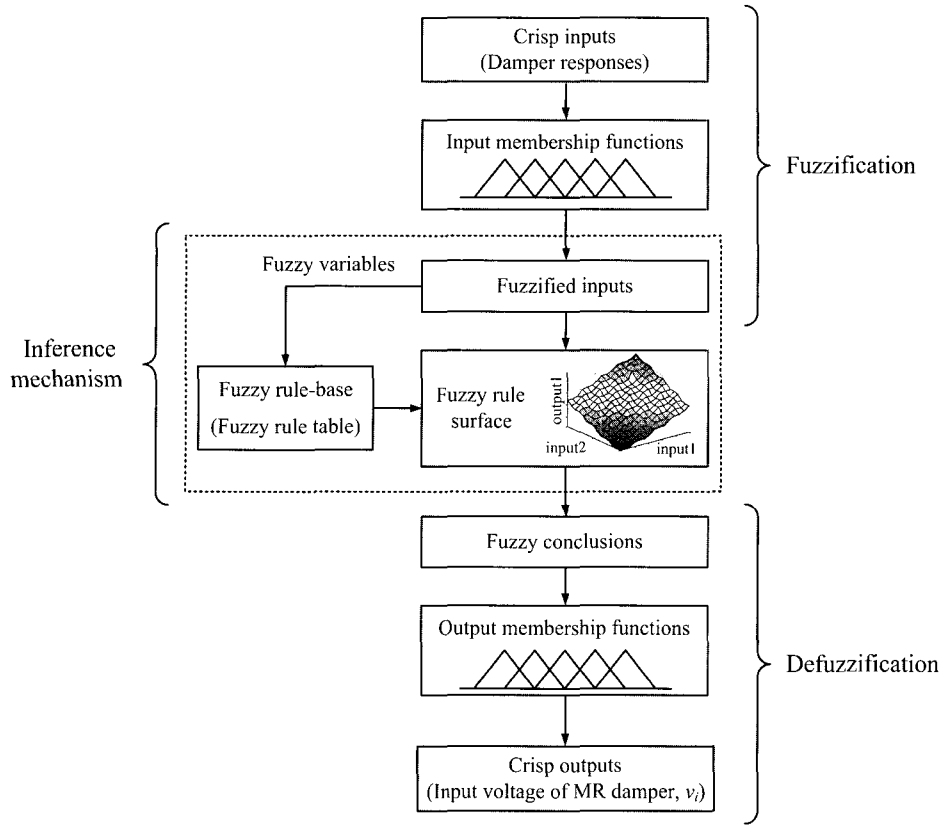 Crisp inputs
(Damper responses)
Input membership functions
Fuzzification
Fuzzy variables
Fuzzified inputs
Inference
mechanism
Fuzzy rule-base
(Fuzzy rule table)
Fuzzy rule
surface
output1
input2
input1
Fuzzy conclusions
Output membership functions
Defuzzification
Crisp outputs
(Input voltage of MR damper, vᵢ)